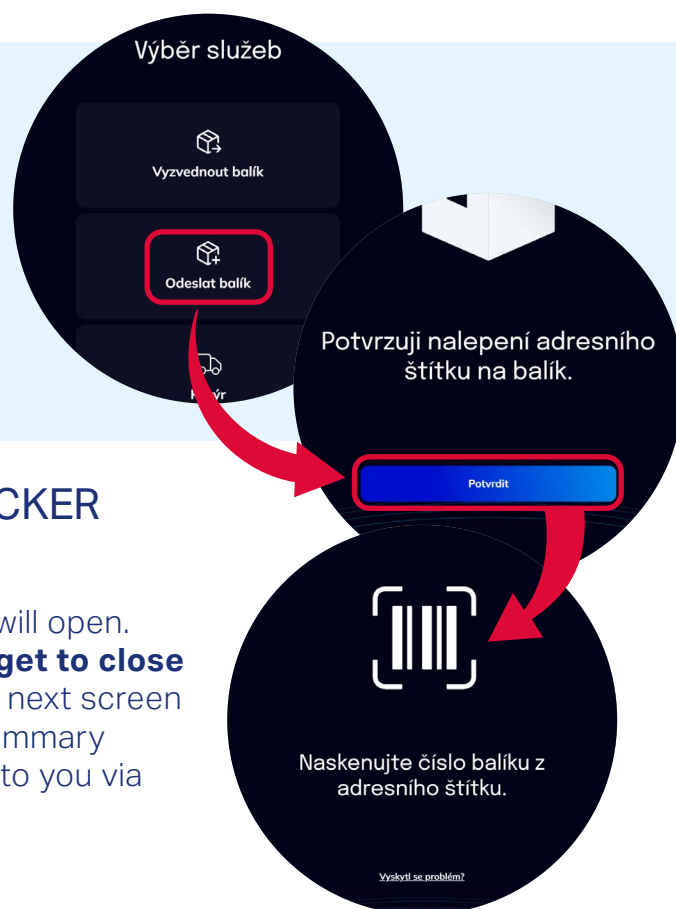 Výběr služeb
Vyzvednout balík
Odeslat balík
Potvrzuji nalepení adresního
štítku na balík.
Potvrdit
CKER
will open.
get to close
next screen
ummary
to you via
Naskenujte číslo balíku z
adresního štítku.
Vyskytl se problém?